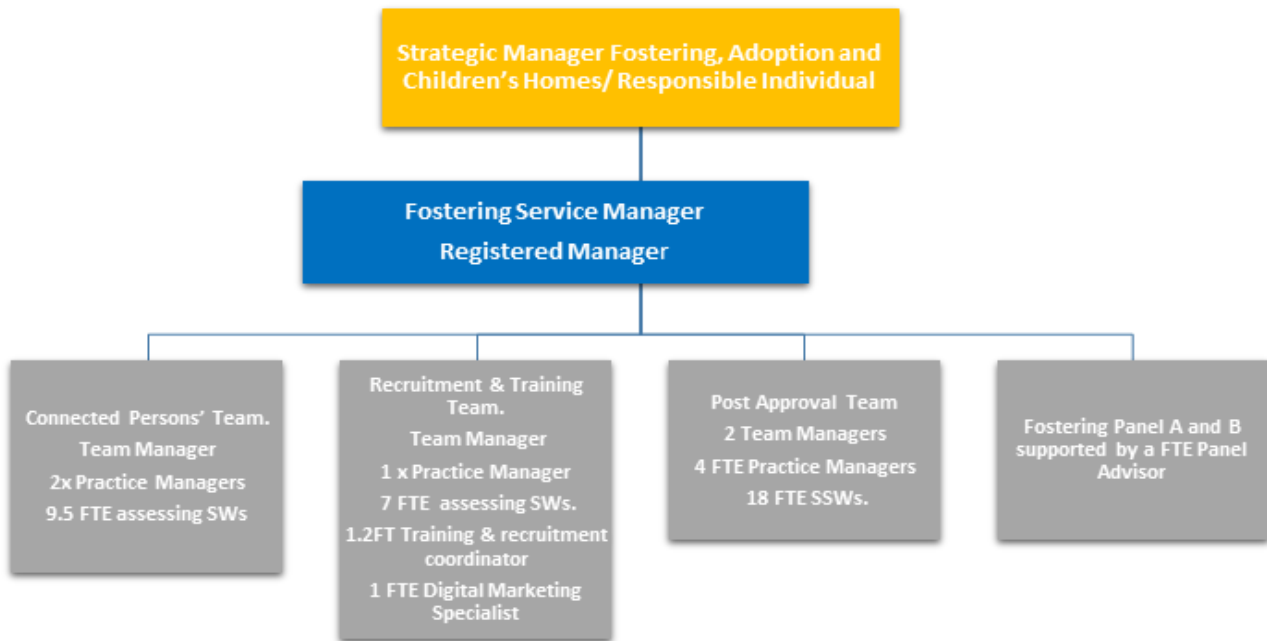 Strategic Manager Fostering, Adoption and
Children's Homes/ Responsible Individual
Fostering Service Manager
Registered Manager
Connected Persons' Team.
Team Manager
2x Practice Managers
9.5 FTE assessing SWs
Recruitment & Training
Team.
Team Manager
1 x Practice Manager
7 FTE assessing SWs.
1.2FT Training & recruitment
coordinator
1 FTE Digital Marketing
Specialist
Post Approval Team
2 Team Managers
4 FTE Practice Managers
18 FTE SSWs.
Fostering Panel A and B
supported by a FTE Panel
Advisor